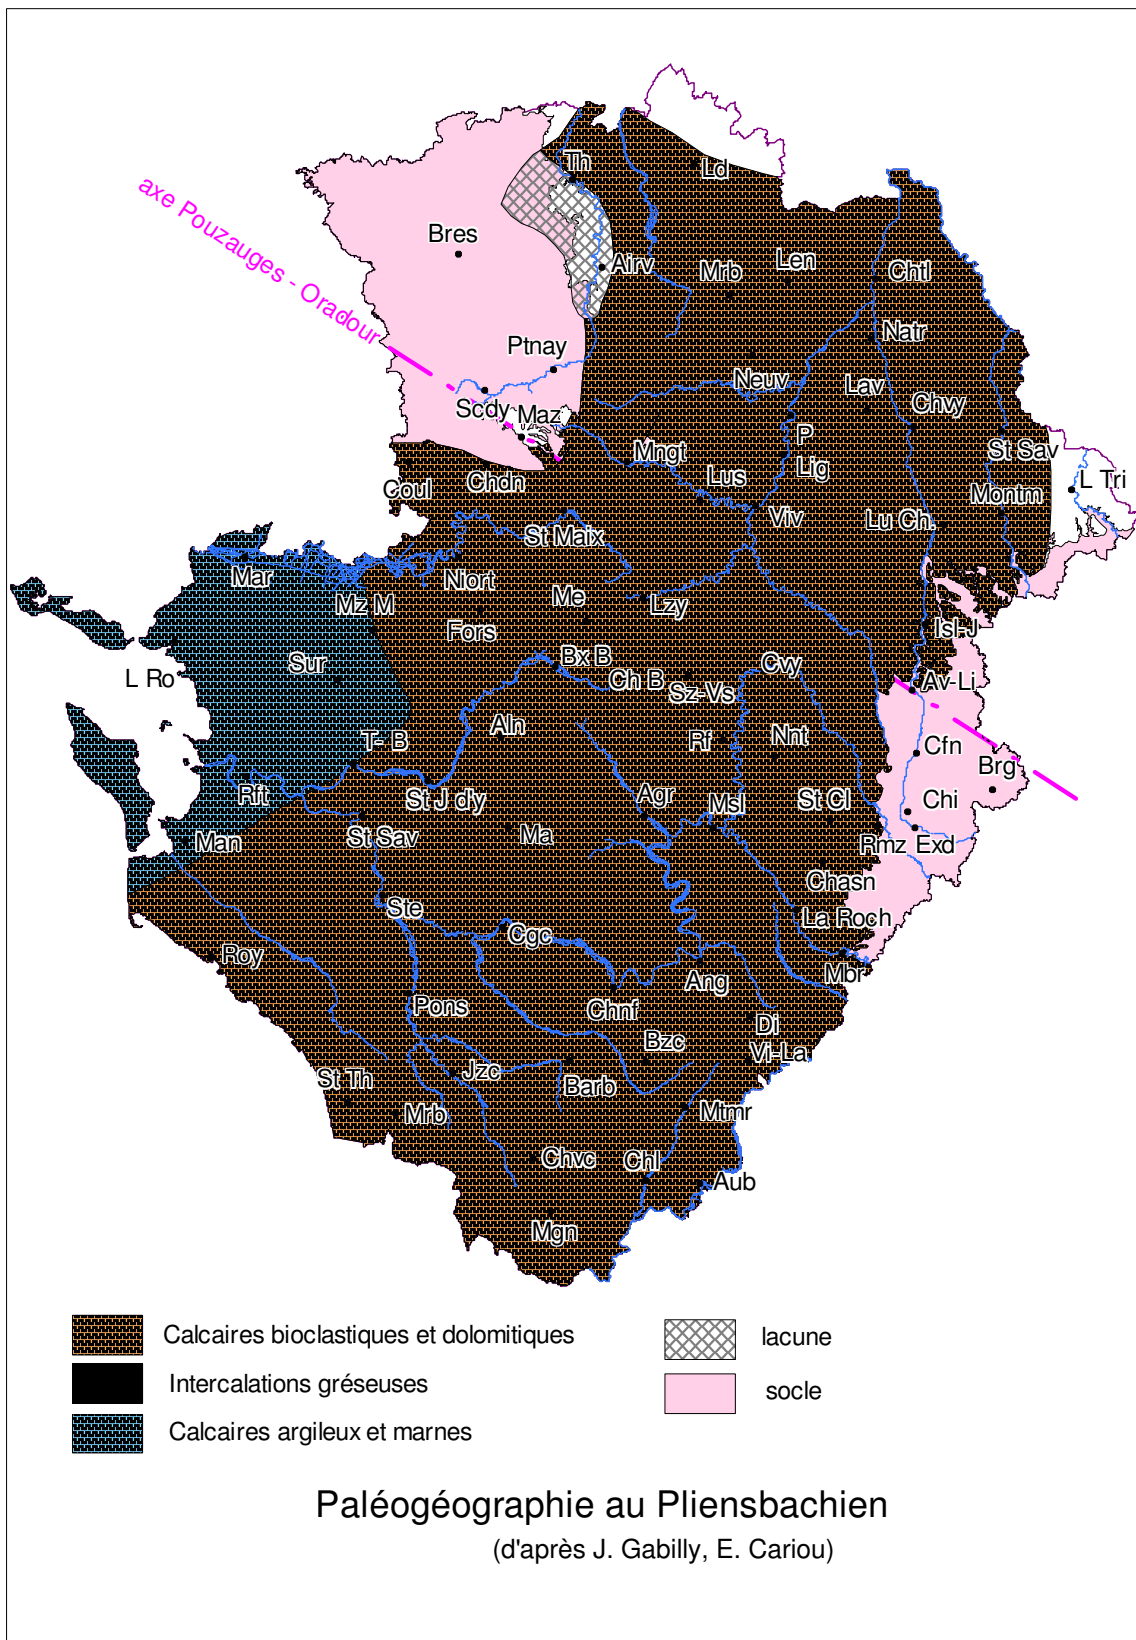 Th
Ld
axe Pouzauges - Oradour
Bres
Airv
Mrb
Len
Chtl
Ptnay
Natr
Neuv
Lav
Scdy
Maz
Chvy
P
Mngt
St Sav
Lig
Lus
L Tri
Coul
Chdn
Montm
Viv
Lu Ch.
St Maix
Mar
Niort
Me
Mz M
Lzy
Fors
Isl-J
Sur
Bx B
Cvy
L Ro
Ch B
Sz-Vs
Av-Li
Aln
T- B
Rf
Nnt
Cfn
Brg
Rft
St J d'y
Agr
Msl
St Cl
Chi
Man
St Sav
Ma
Rmz
Exd
Chasn
Ste
La Roch
Cgc
Roy
Ang
Mbr
Pons
Chnf
Di
Bzc
Vi-La
Jzc
St Th
Barb
Mrb
Mtmr
Chvc
Chl
Aub
Mgn
Calcaires bioclastiques et dolomitiques
lacune
Intercalations gréseuses
socle
Calcaires argileux et marnes
Paléogéographie au Pliensbachien
(d'après J. Gabilly, E. Cariou)